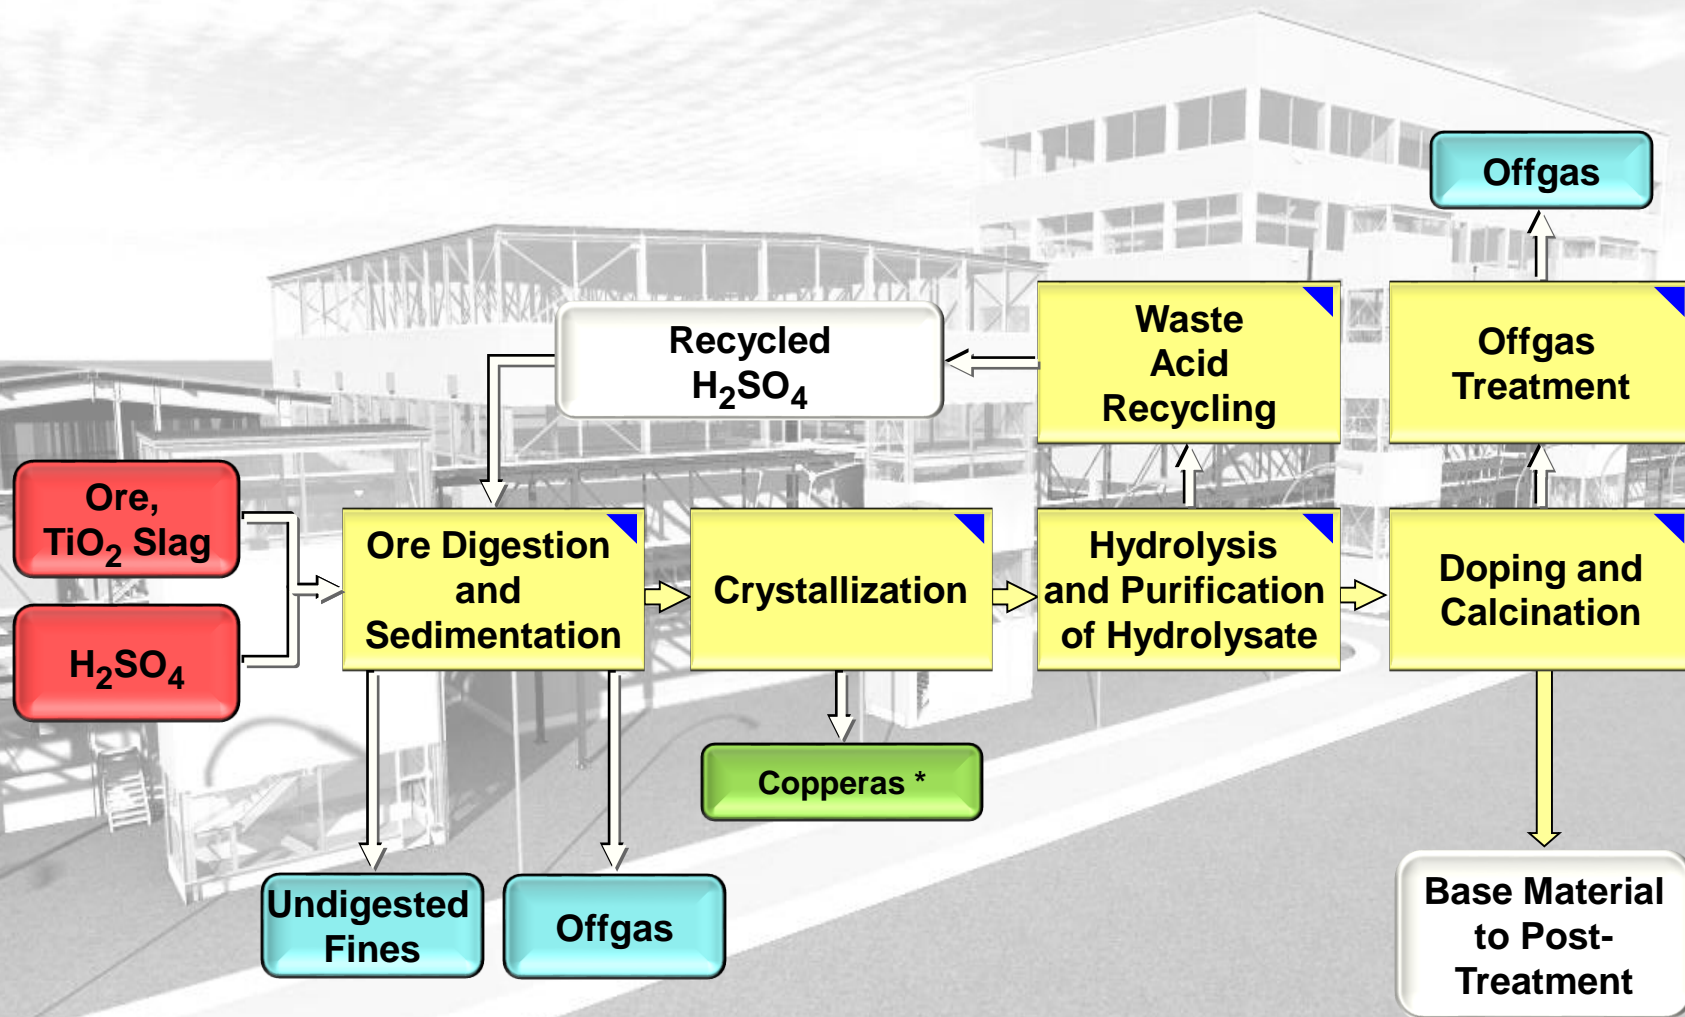 Offgas
Waste
Acid
Recycling
Offgas
Treatment
Recycled
H₂SO₄
Ore,
TiO₂ Slag
H₂SO₄
Ore Digestion
and
Sedimentation
Crystallization
Hydrolysis
and Purification
of Hydrolysate
Doping and
Calcination
Copperas *
Undigested
Fines
Offgas
Base Material
to Post-
Treatment